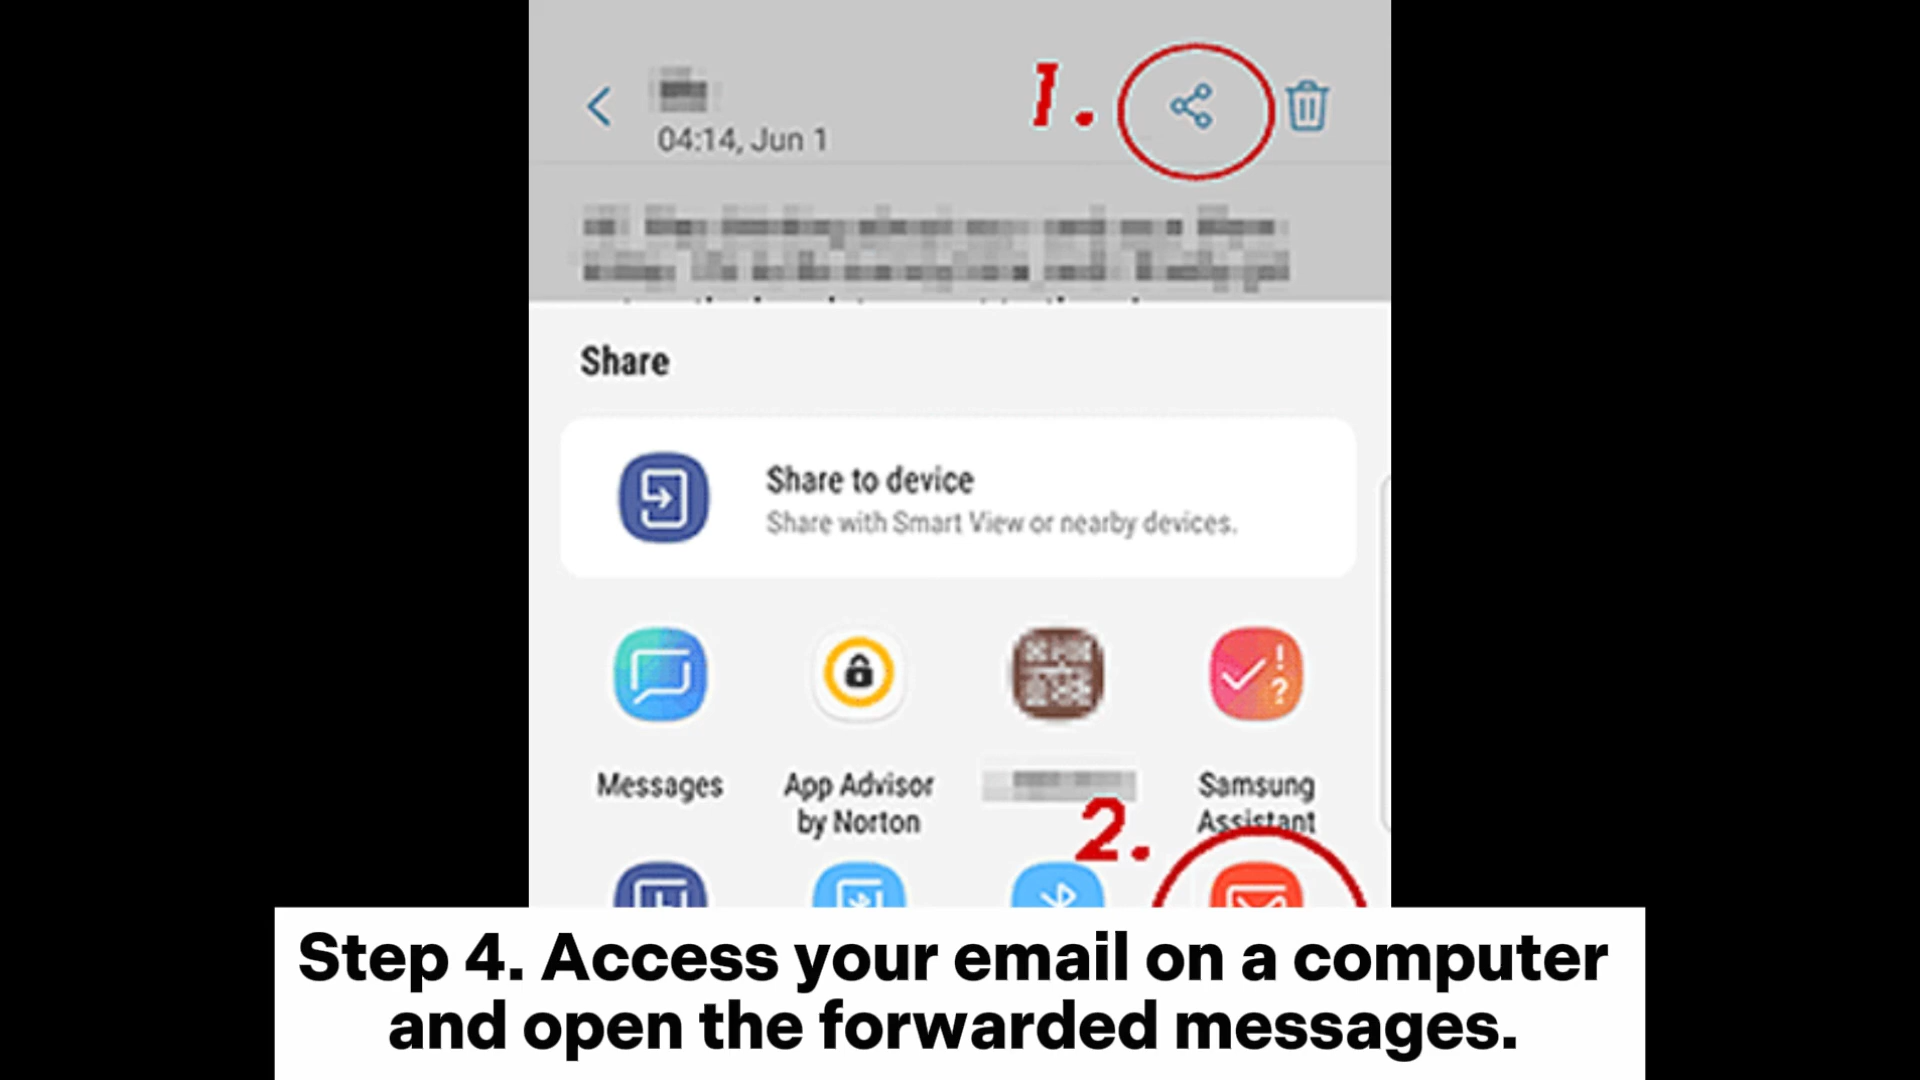 1.
04:14, Jun 1
Share
Share to device
Share with Smart View or nearby devices.
Messages
App Advisor
by Norton
Samsung
Assistant
2.
Step 4. Access your email on a computer
and open the forwarded messages.